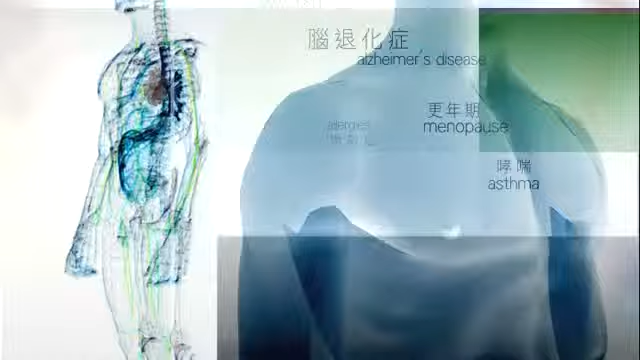 腦退化症
alzheimer's disease
更年期
menopause
allergies
哮喘
asthma